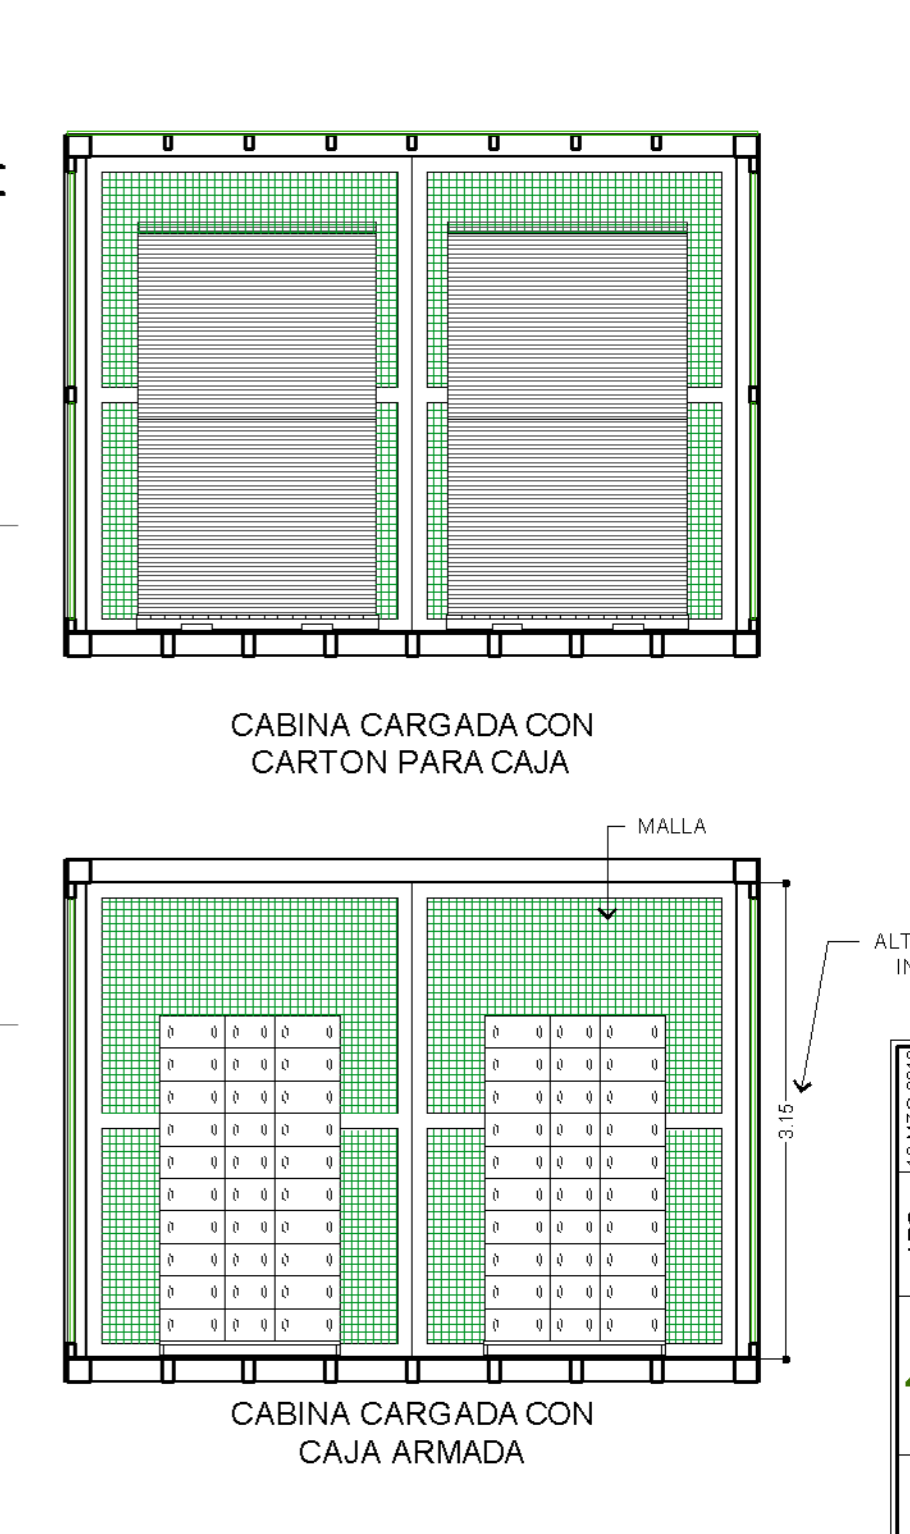 CABINA CARGADA CON
CARTON PARA CAJA
MALLA
ALT
IN
3.15
CABINA CARGADA CON
CAJA ARMADA